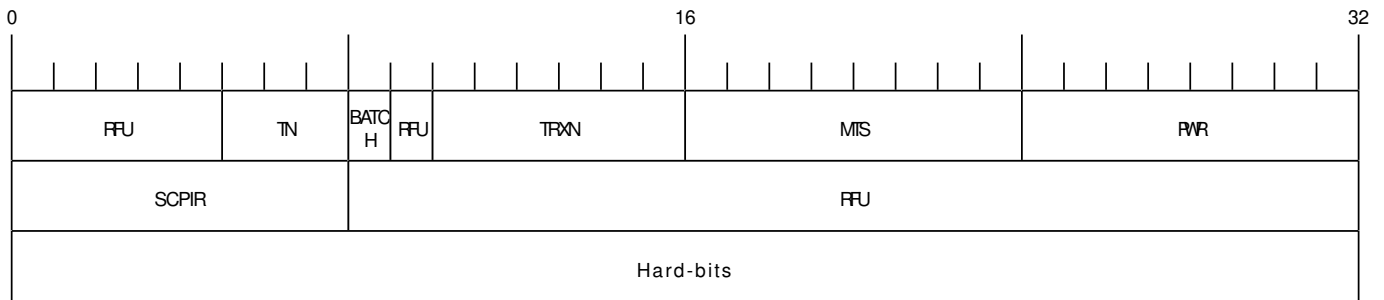 0 16 32
RFU TN BATC RFU TRXN MTS PWR
H
SCPIR RFU
Hard-bits